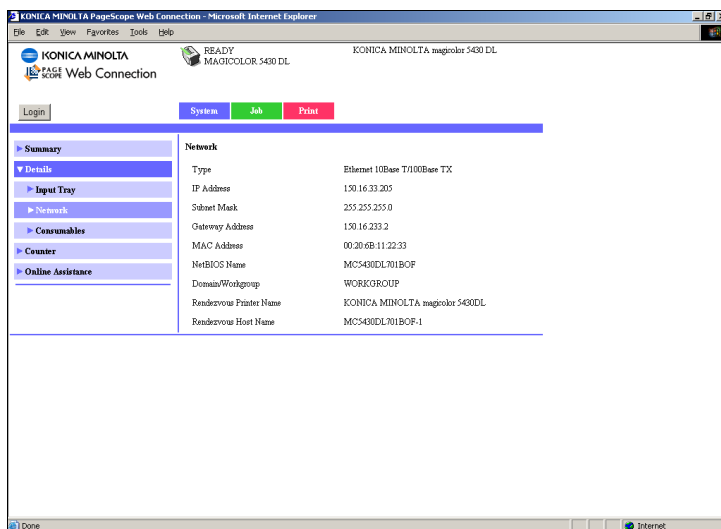 KONICA MINOLTA PageScope Web Connection - Microsoft Internet Explorer
File Edit View Favorites Tools Help
KONICA MINOLTA
PAGE SCOPE Web Connection
READY
MAGICOLOR 5430 DL
KONICA MINOLTA magicolor 5430 DL
Login
System Job Print
Summary
Details
Input Tray
Network
Consumables
Counter
Online Assistance
Network
Type Ethernet 10Base T/100Base TX
IP Address 150.16.33.205
Subnet Mask 255.255.255.0
Gateway Address 150.16.233.2
MAC Address 00:20:6B:11:22:33
NetBIOS Name MC5430DL701BOF
Domain/Workgroup WORKGROUP
Rendezvous Printer Name KONICA MINOLTA magicolor 5430DL
Rendezvous Host Name MC5430DL701BOF-1
Done Internet